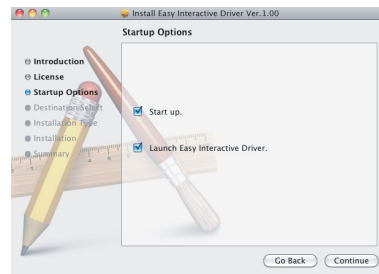 Install Easy Interactive Driver Ver.1.00
Startup Options
Introduction
License
Startup Options
Destination Select
Installation Type
Installation
Summary
Start up.
Launch Easy Interactive Driver.
Go Back
Continue